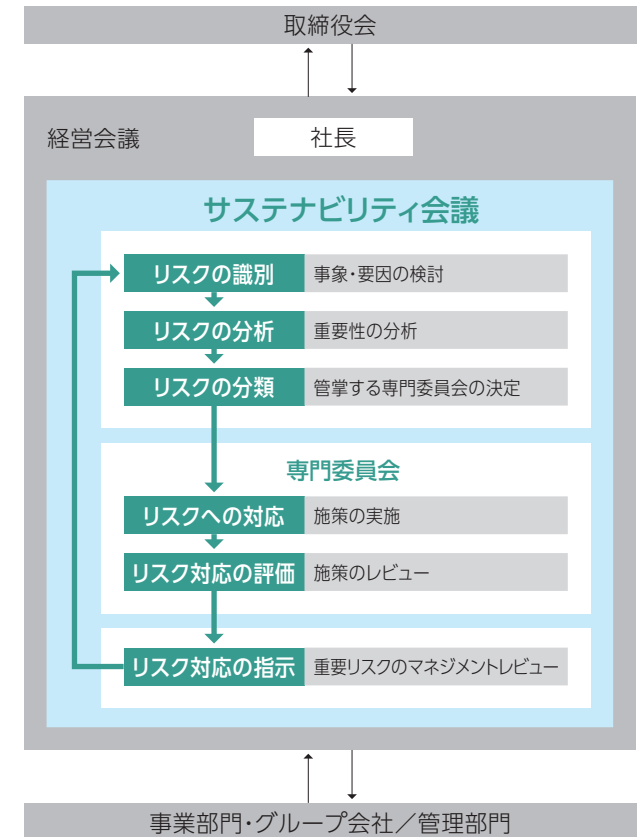 取締役会
経営会議
社長
サステナビリティ会議
リスクの識別 事象・要因の検討
リスクの分析 重要性の分析
リスクの分類 管掌する専門委員会の決定
専門委員会
リスクへの対応 施策の実施
リスク対応の評価 施策のレビュー
リスク対応の指示 重要リスクのマネジメントレビュー
事業部門・グループ会社／管理部門